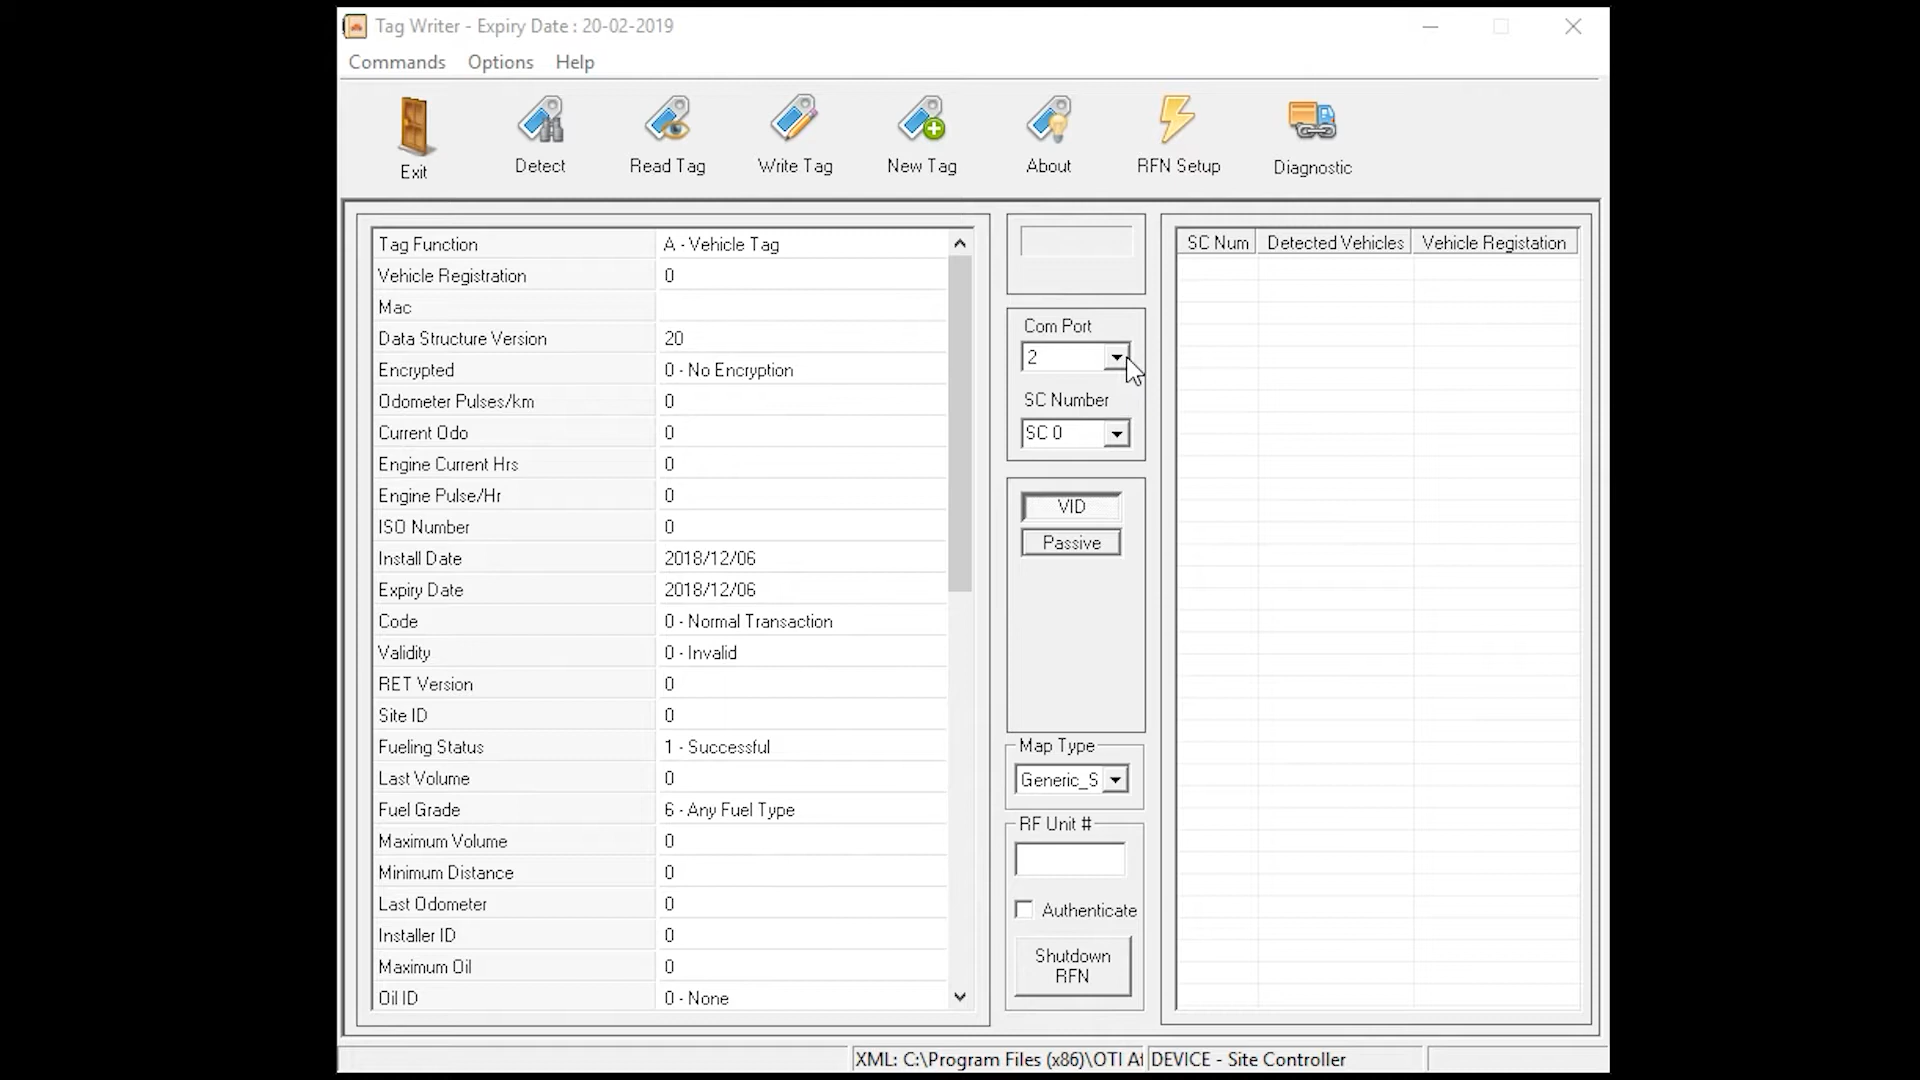 Tag Writer - Expiry Date : 20-02-2019
Commands Options Help
Exit Detect Read Tag Write Tag New Tag About RFN Setup Diagnostic
Tag Function A - Vehicle Tag
Vehicle Registration 0
Mac
Data Structure Version 20
Encrypted 0 - No Encryption
Odometer Pulses/km 0
Current Odo 0
Engine Current Hrs 0
Engine Pulse/Hr 0
ISO Number 0
Install Date 2018/12/06
Expiry Date 2018/12/06
Code 0 - Normal Transaction
Validity 0 - Invalid
RET Version 0
Site ID 0
Fueling Status 1 - Successful
Last Volume 0
Fuel Grade 6 - Any Fuel Type
Maximum Volume 0
Minimum Distance 0
Last Odometer 0
Installer ID 0
Maximum Oil 0
Oil ID 0 - None
Com Port
2
SC Number
SC 0
VID
Passive
Map Type
Generic_S
RF Unit #
Authenticate
Shutdown
RFN
SC Num Detected Vehicles Vehicle Registation
XML: C:\Program Files (x86)\OTI Af DEVICE - Site Controller